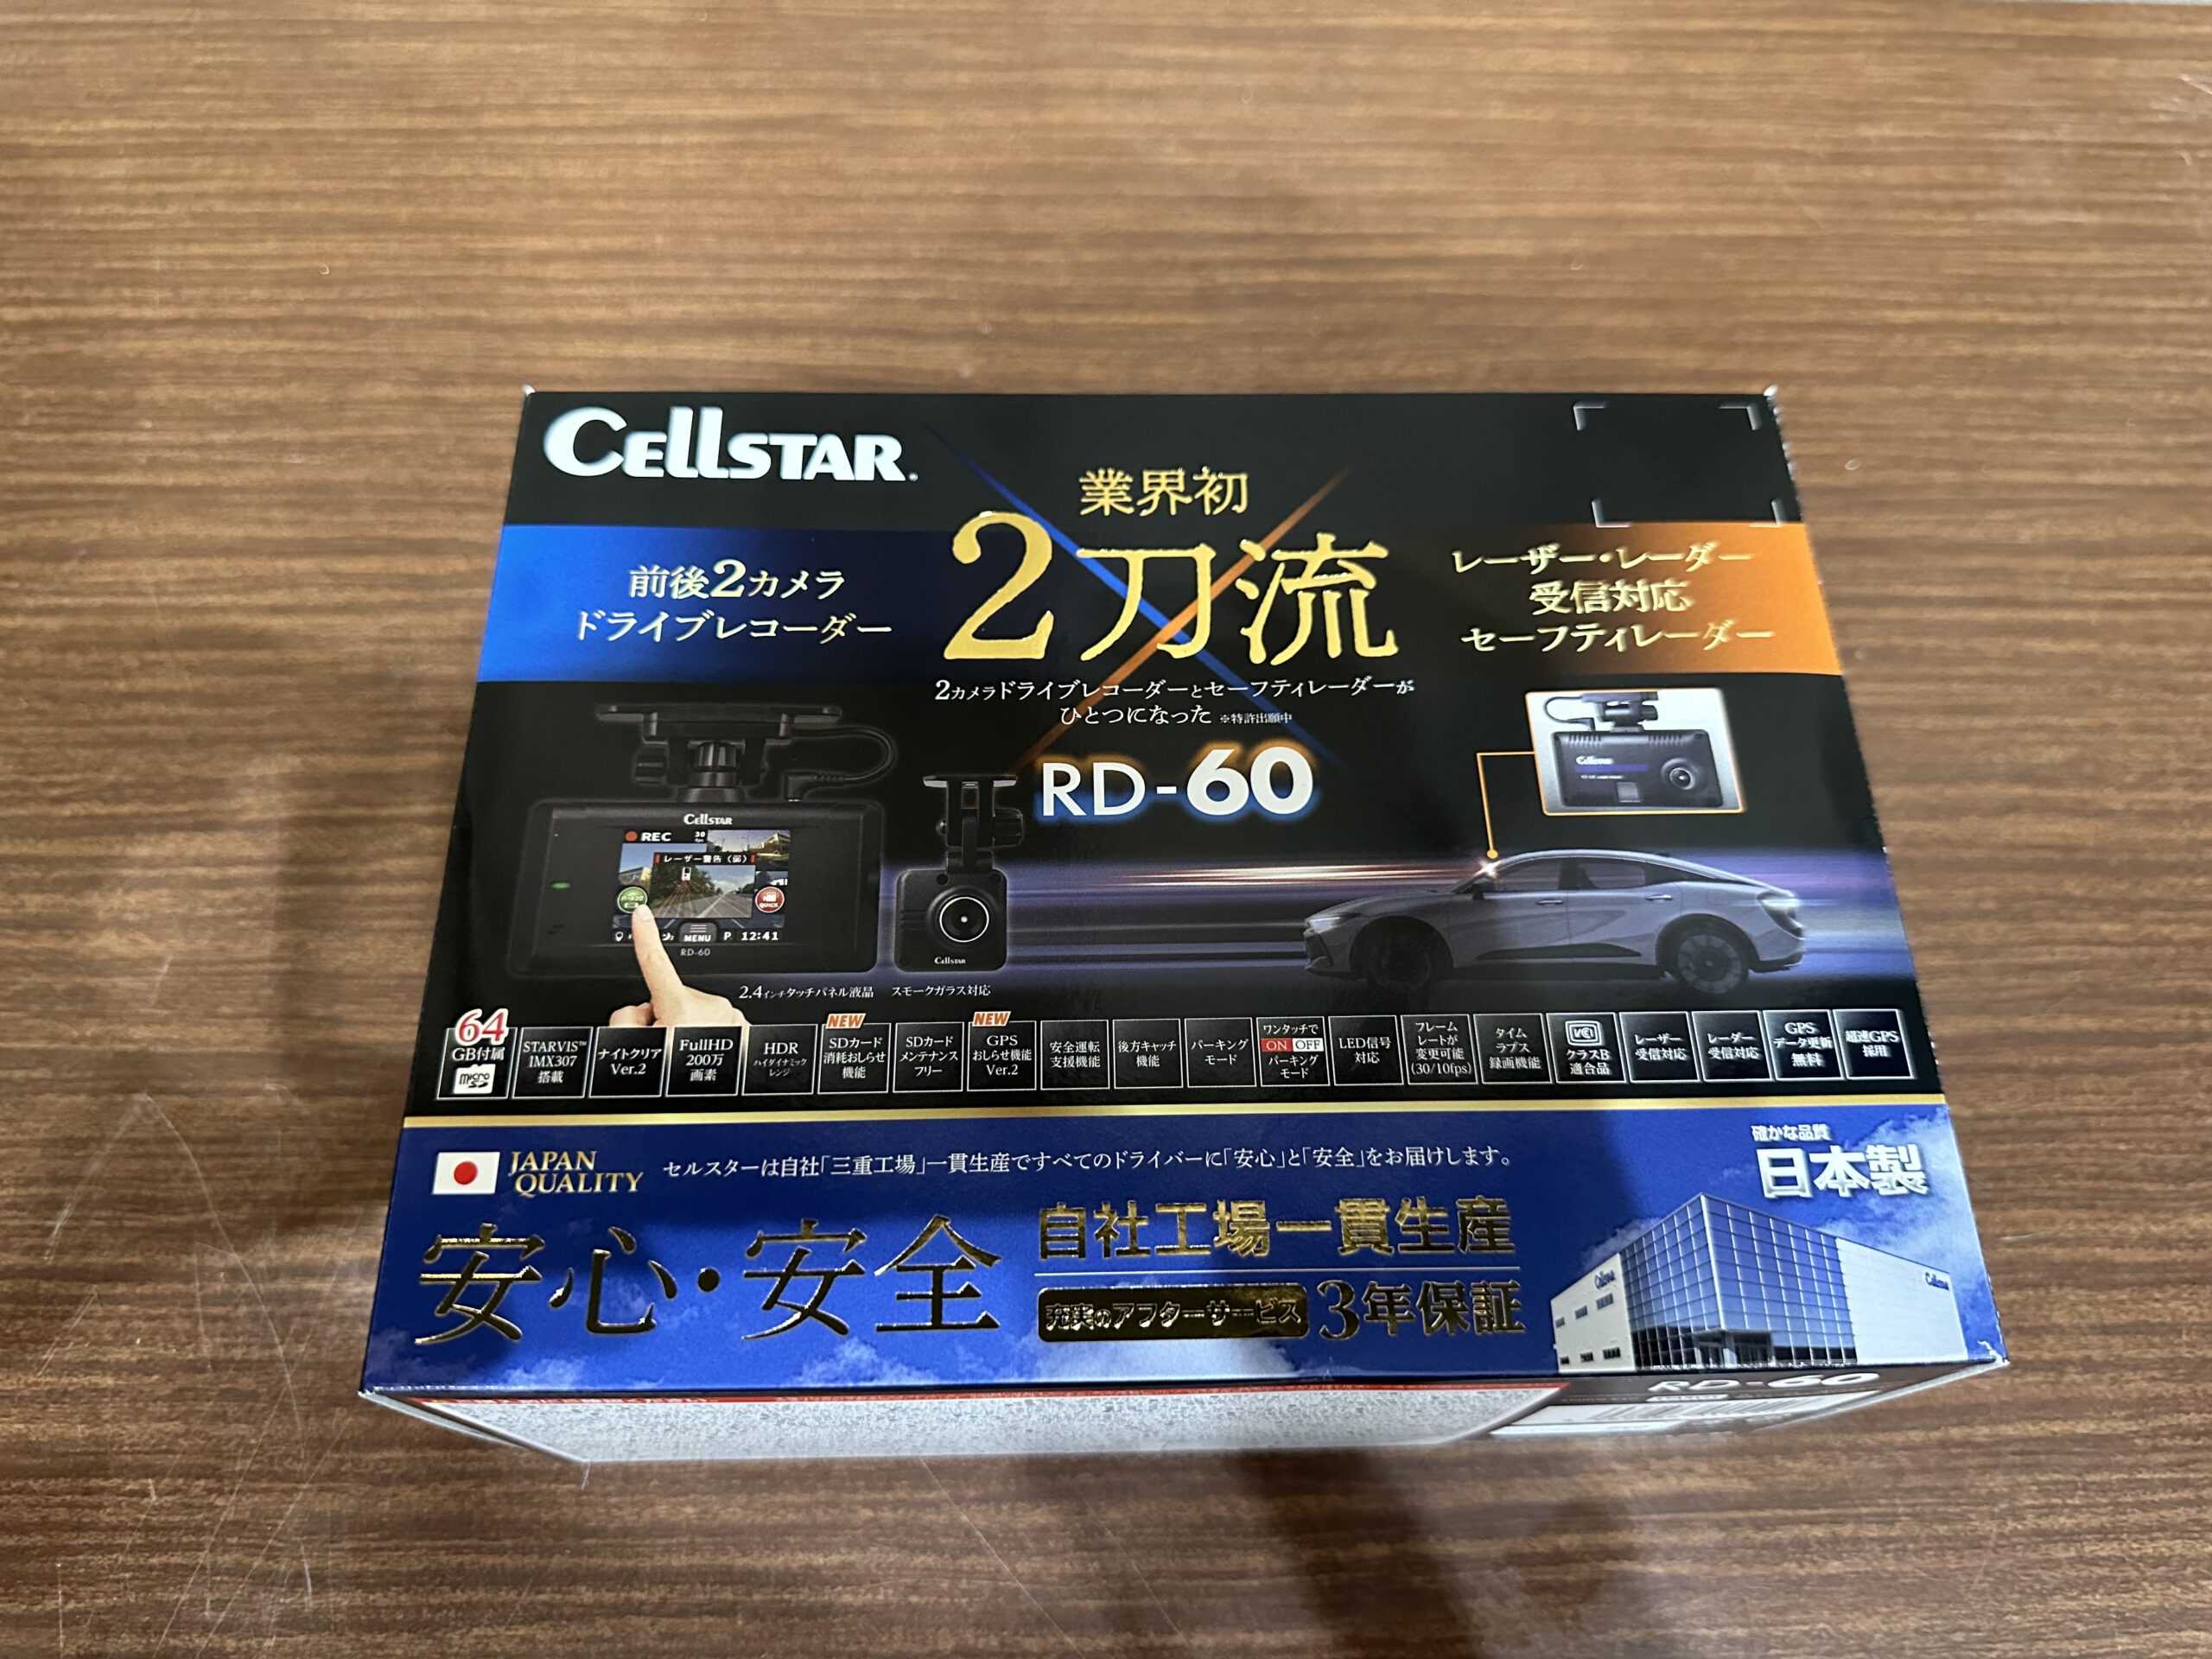 CELLSTAR
業界初
2刀流
前後2カメラ
ドライブレコーダー
レーザー・レーダー
受信対応
セーフティレーダー
2カメラドライブレコーダーとセーフティレーダーが
ひとつになった ※特許出願中
RD-60
Cellstar
CELLSTAR
REC 30
レーザー警告
QUICK
MENU P 12:41
RD-60
CELLSTAR
2.4インチタッチパネル液晶
スモークガラス対応
64
GB付属
micro
STARVIS™
IMX307
搭載
ナイトクリア
Ver.2
FullHD
200万
画素
HDR
ハイダイナミック
レンジ
NEW
SDカード
消耗おしらせ
機能
SDカード
メンテナンス
フリー
NEW
GPS
おしらせ機能
Ver.2
安全運転
支援機能
後方キャッチ
機能
パーキング
モード
ワンタッチで
ON OFF
パーキング
モード
LED信号
対応
フレーム
レートが
変更可能
(30/10fps)
タイム
ラプス
録画機能
VCCI
クラスB
適合品
レーザー
受信対応
レーダー
受信対応
GPS
データ更新
無料
超速GPS
採用
JAPAN
QUALITY
セルスターは自社「三重工場」一貫生産ですべてのドライバーに「安心」と「安全」をお届けします。
確かな品質
日本製
安心・安全
自社工場一貫生産
充実のアフターサービス 3年保証
Cellstar
Cellstar
RD-60